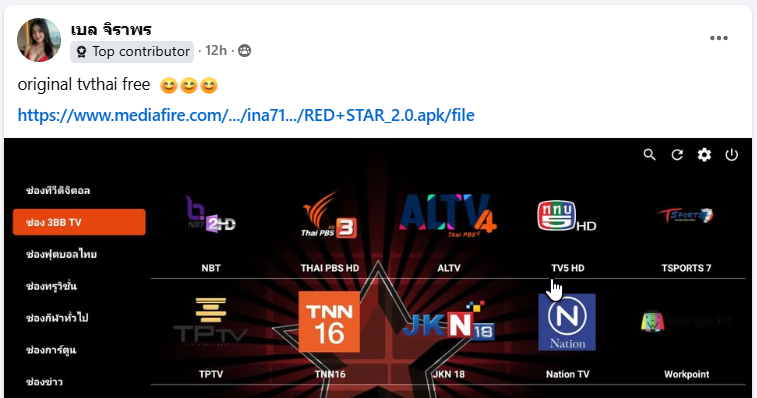 เบล จิราพร
Top contributor · 12h ·
original tvthai free 😊😊😊
https://www.mediafire.com/.../ina71.../RED+STAR_2.0.apk/file
ช่องทีวีดิจิตอล
ช่อง 3BB TV
ช่องฟุตบอลไทย
ช่องทรูวิชั่น
ช่องกีฬาทั่วไป
ช่องการ์ตูน
ช่องข่าว
NBT 2HD
Thai PBS 3
ALTV 4
Thai PBS
ททบ 5 HD
TSPORTS 7
NBT
THAI PBS HD
ALTV
TV5 HD
TSPORTS 7
TPTV
TNN 16
JKN 18
N Nation
TPTV
TNN16
JKN 18
Nation TV
Workpoint